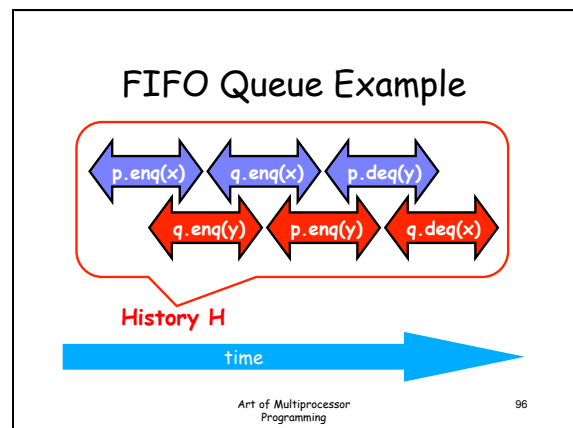 FIFO Queue Example
p.enq(x) q.enq(x) p.deq(y)
q.enq(y) p.enq(y) q.deq(x)
History H
time
Art of Multiprocessor
Programming
96